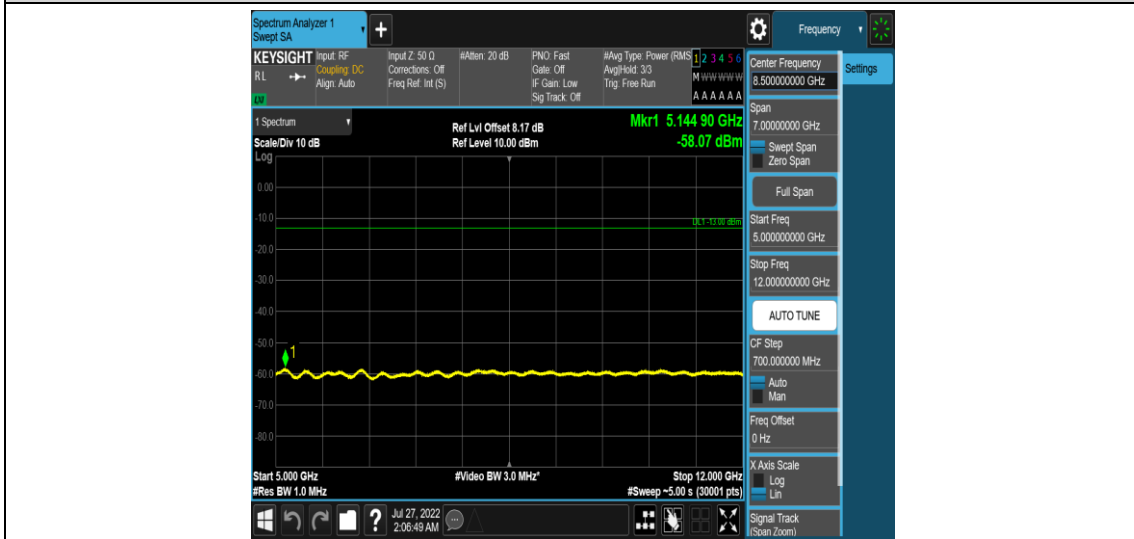 Spectrum Analyzer 1
Swept SA
+
Frequency
KEYSIGHT
RL
Input: RF
Coupling: DC
Align: Auto
Input Z: 50 Ω
Corrections: Off
Freq Ref: Int (S)
#Atten: 20 dB
PNO: Fast
Gate: Off
IF Gain: Low
Sig Track: Off
#Avg Type: Power (RMS
Avg|Hold: 3/3
Trig: Free Run
1 2 3 4 5 6
M W W W W W
A A A A A A
1 Spectrum
Scale/Div 10 dB
Log
Ref Lvl Offset 8.17 dB
Ref Level 10.00 dBm
Mkr1 5.144 90 GHz
-58.07 dBm
0.00
-10.0
DL1 -13.00 dBm
-20.0
-30.0
-40.0
-50.0
1
-60.0
-70.0
-80.0
Start 5.000 GHz
#Res BW 1.0 MHz
#Video BW 3.0 MHz*
Stop 12.000 GHz
#Sweep ~5.00 s (30001 pts)
?
Jul 27, 2022
2:06:49 AM
Center Frequency
8.500000000 GHz
Settings
Span
7.00000000 GHz
Swept Span
Zero Span
Full Span
Start Freq
5.000000000 GHz
Stop Freq
12.000000000 GHz
AUTO TUNE
CF Step
700.000000 MHz
Auto
Man
Freq Offset
0 Hz
X Axis Scale
Log
Lin
Signal Track
(Span Zoom)